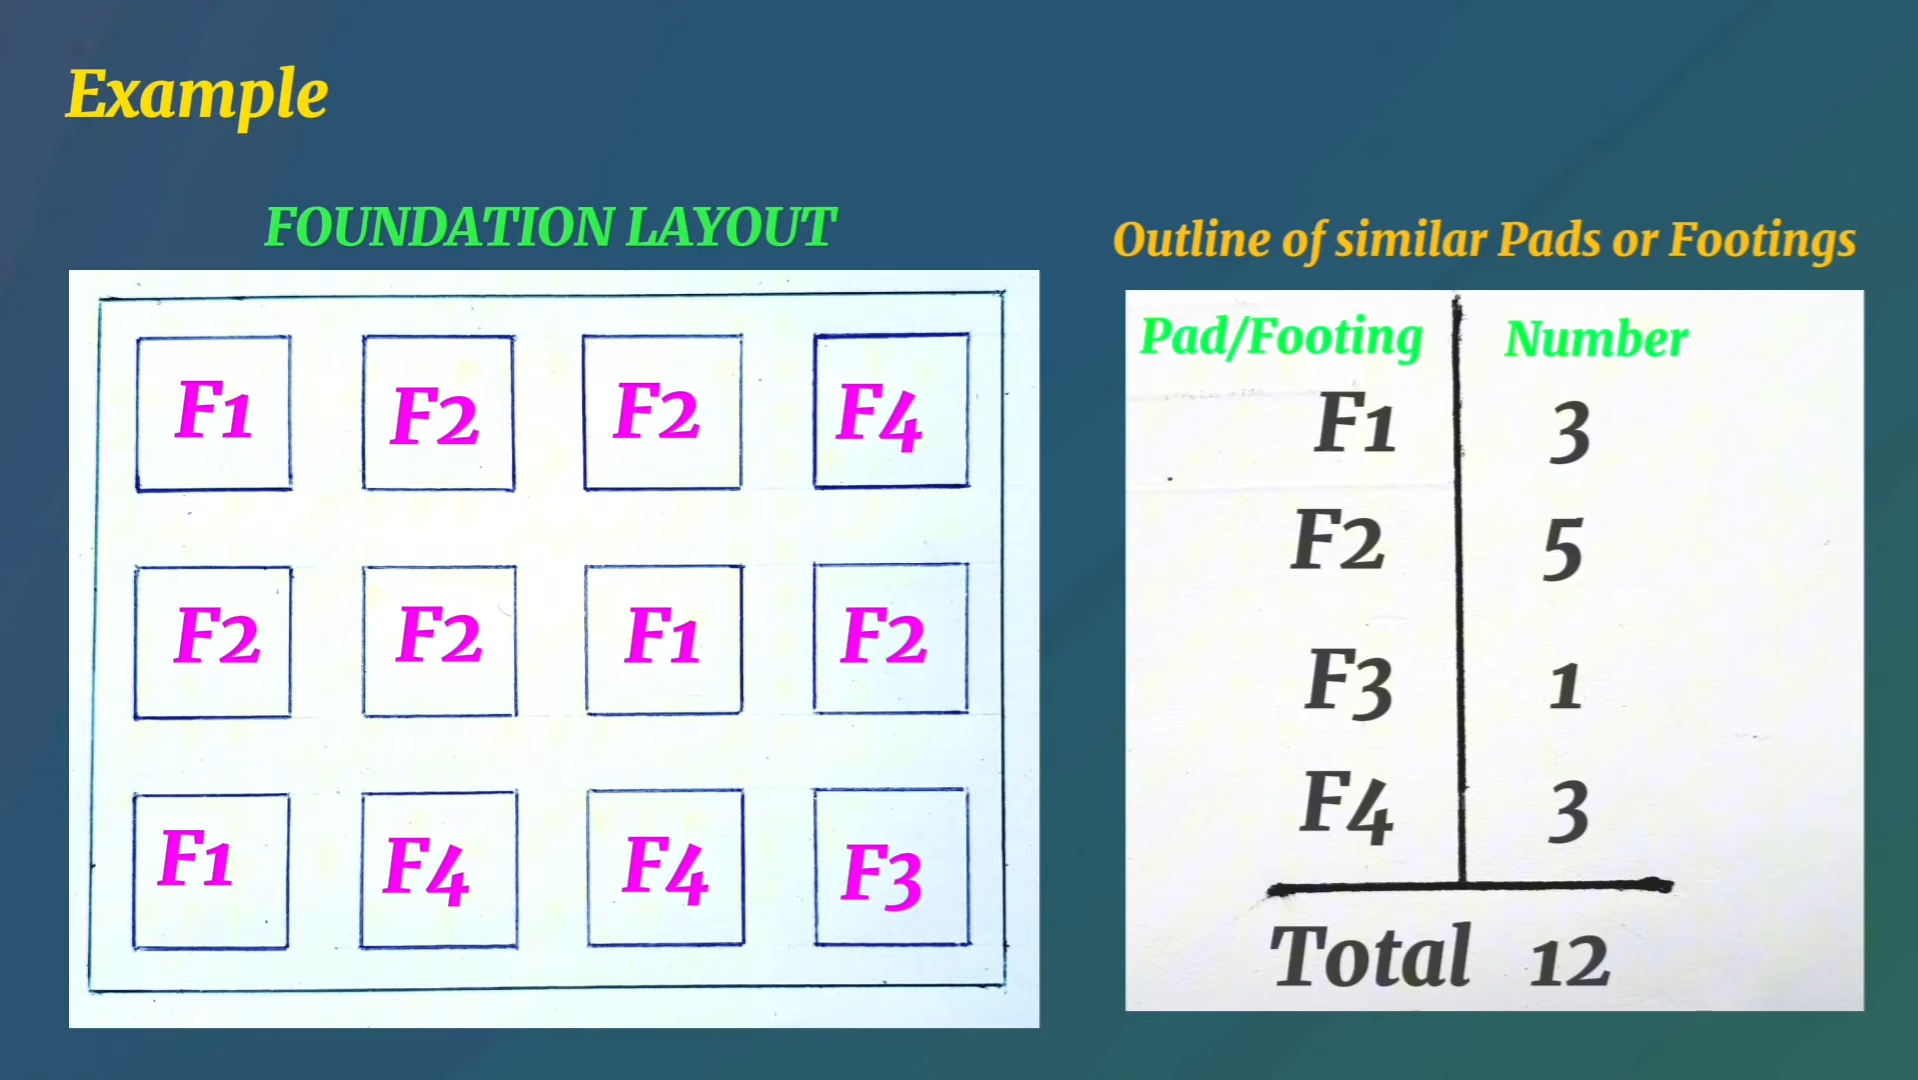 Example
FOUNDATION LAYOUT
F1 F2 F2 F4
F2 F2 F1 F2
F1 F4 F4 F3
Outline of similar Pads or Footings
Pad/Footing Number
F1 3
F2 5
F3 1
F4 3
Total 12